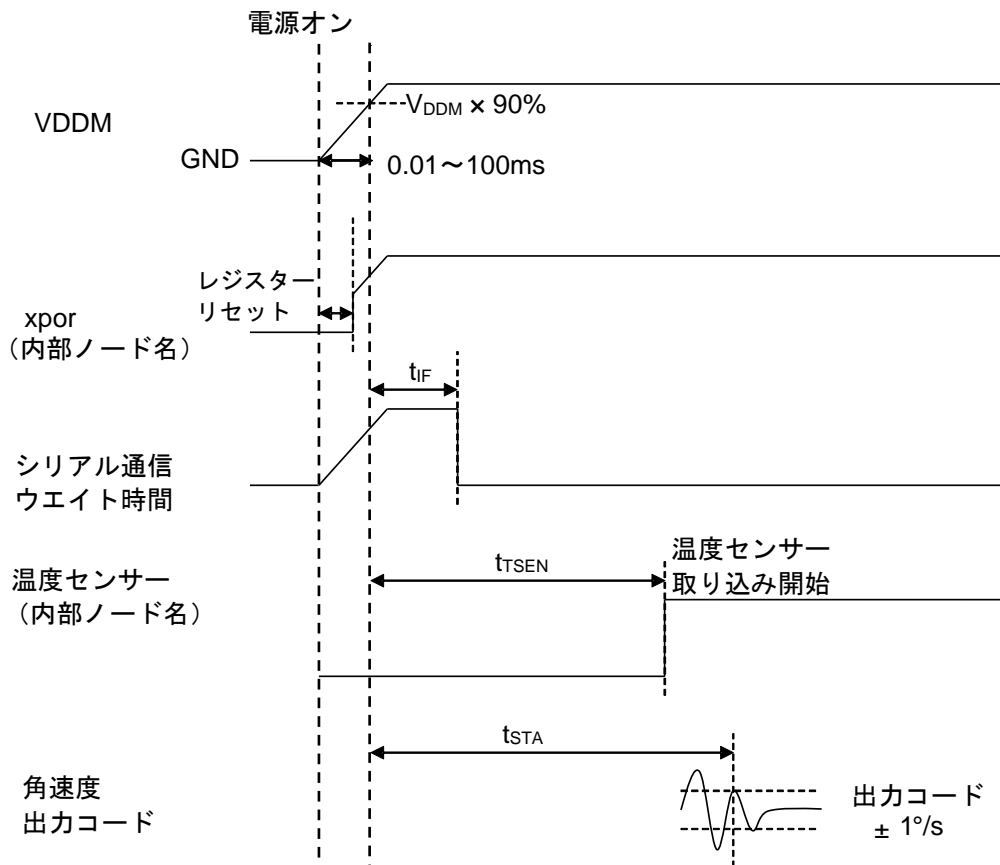 電源オン
VDDM
VDDM × 90%
GND
0.01～100ms
レジスター
リセット
xpor
（内部ノード名）
tIF
シリアル通信
ウエイト時間
温度センサー
（内部ノード名）
tTSEN
温度センサー
取り込み開始
tSTA
角速度
出力コード
出力コード
± 1°/s